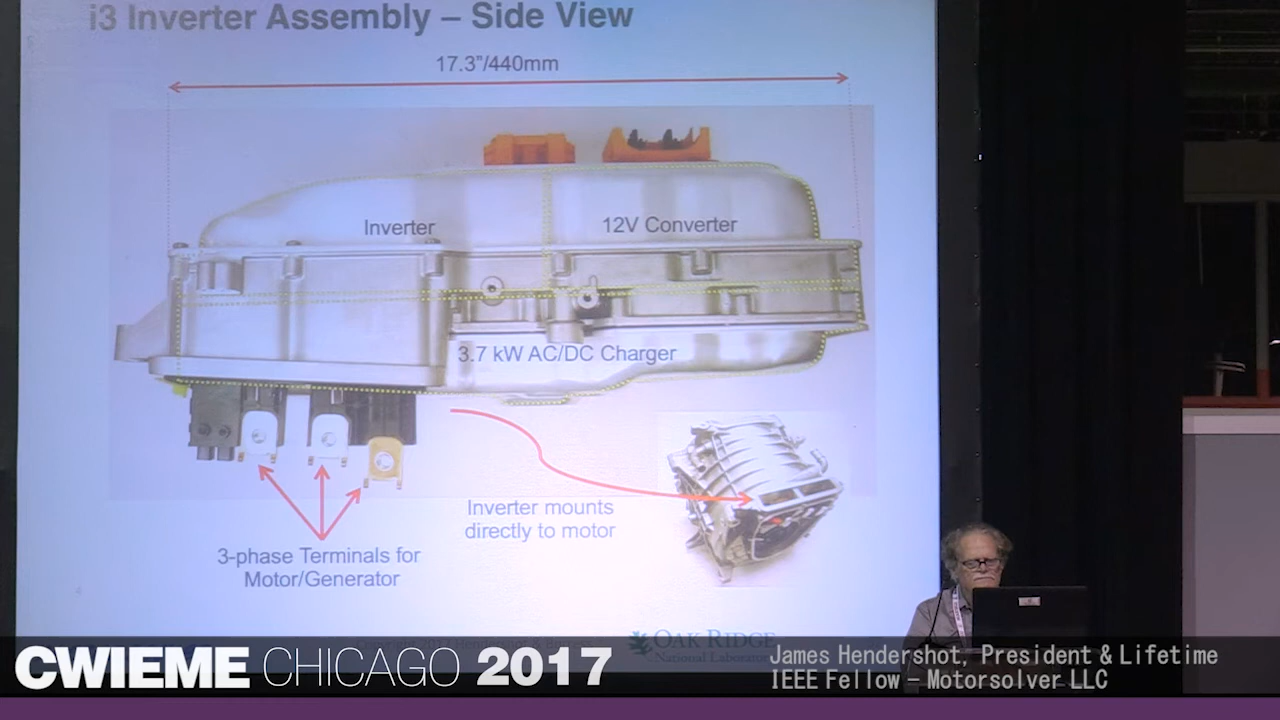 i3 Inverter Assembly – Side View
17.3"/440mm
Inverter
12V Converter
3.7 kW AC/DC Charger
Inverter mounts
directly to motor
3-phase Terminals for
Motor/Generator
OAK RIDGE
National Laboratory
CWIEME CHICAGO 2017
James Hendershot, President & Lifetime
IEEE Fellow – Motorsolver LLC